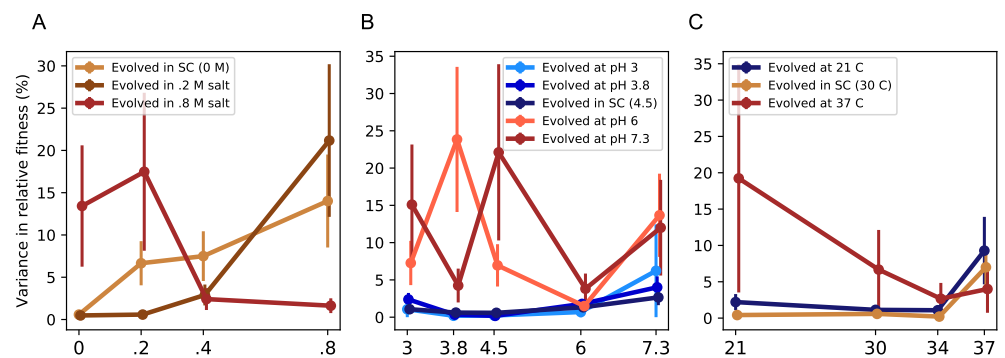 A
B
C
Variance in relative fitness (%)
30
25
20
15
10
5
0
0
.2
.4
.8
Evolved in SC (0 M)
Evolved in .2 M salt
Evolved in .8 M salt
35
30
25
20
15
10
5
0
3
3.8
4.5
6
7.3
Evolved at pH 3
Evolved at pH 3.8
Evolved in SC (4.5)
Evolved at pH 6
Evolved at pH 7.3
35
30
25
20
15
10
5
0
21
30
34
37
Evolved at 21 C
Evolved in SC (30 C)
Evolved at 37 C